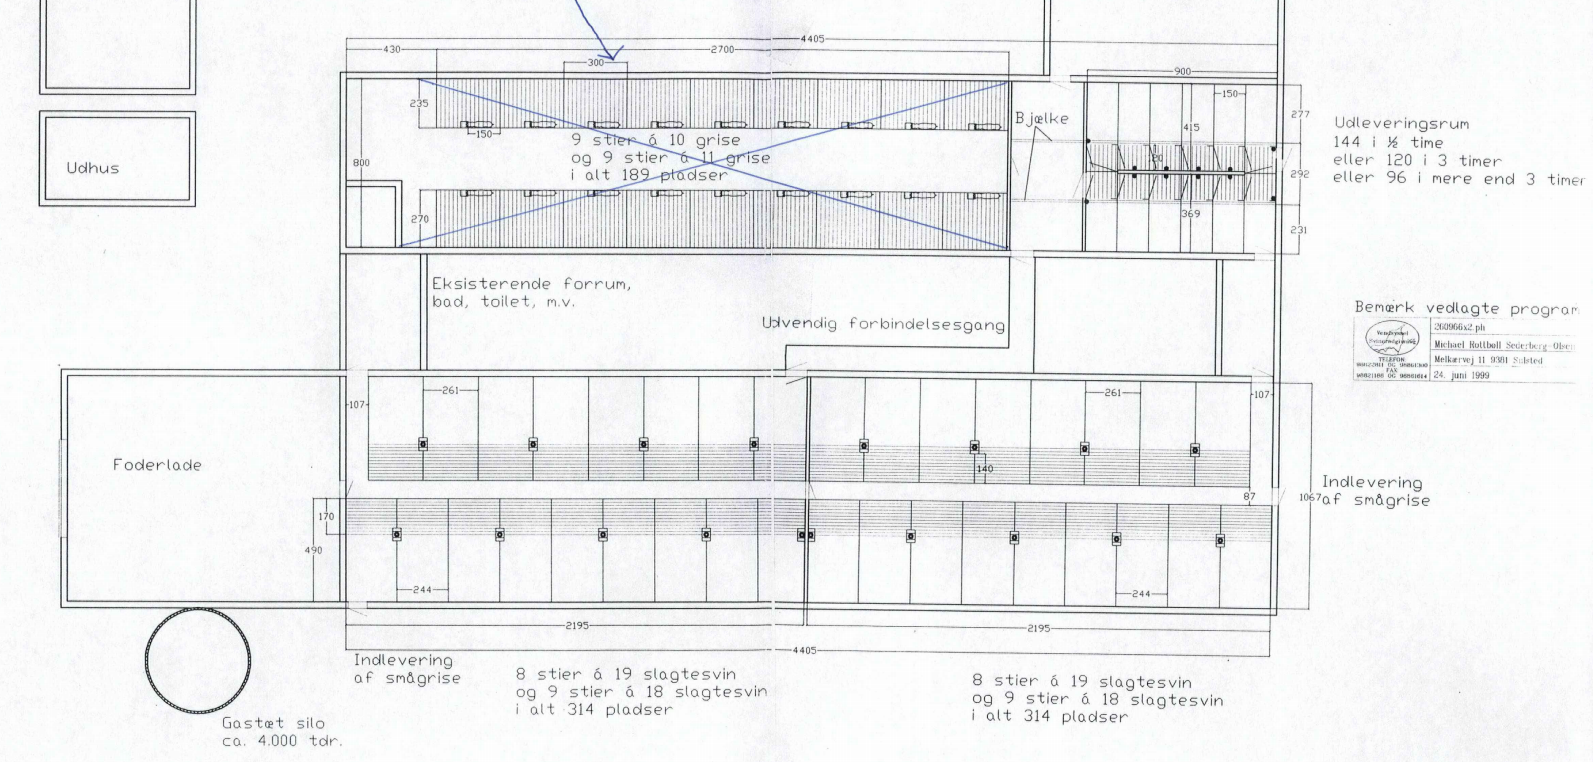 4405
430
2700
300
900
235
150
150
277
Bjælke
415
Udleveringsrum
144 i ½ time
eller 120 i 3 timer
eller 96 i mere end 3 timer
9 stier á 10 grise
og 9 stier á 11 grise
i alt 189 pladser
800
Udhus
292
270
369
231
Eksisterende forrum,
bad, toilet, m.v.
Udvendig forbindelsesgang
Bemærk vedlagte program
260966x2.pln
Michael Rottbøll Sederberg-Olsen
Melkærvej 11 9381 Sulsted
TELEFON
FAX
24. juni 1999
107
261
261
107
Foderlade
140
Indlevering
af smågrise
87
1067
170
490
244
244
2195
2195
4405
Indlevering
af smågrise
8 stier á 19 slagtesvin
og 9 stier á 18 slagtesvin
i alt 314 pladser
8 stier á 19 slagtesvin
og 9 stier á 18 slagtesvin
i alt 314 pladser
Gastæt silo
ca. 4.000 tdr.